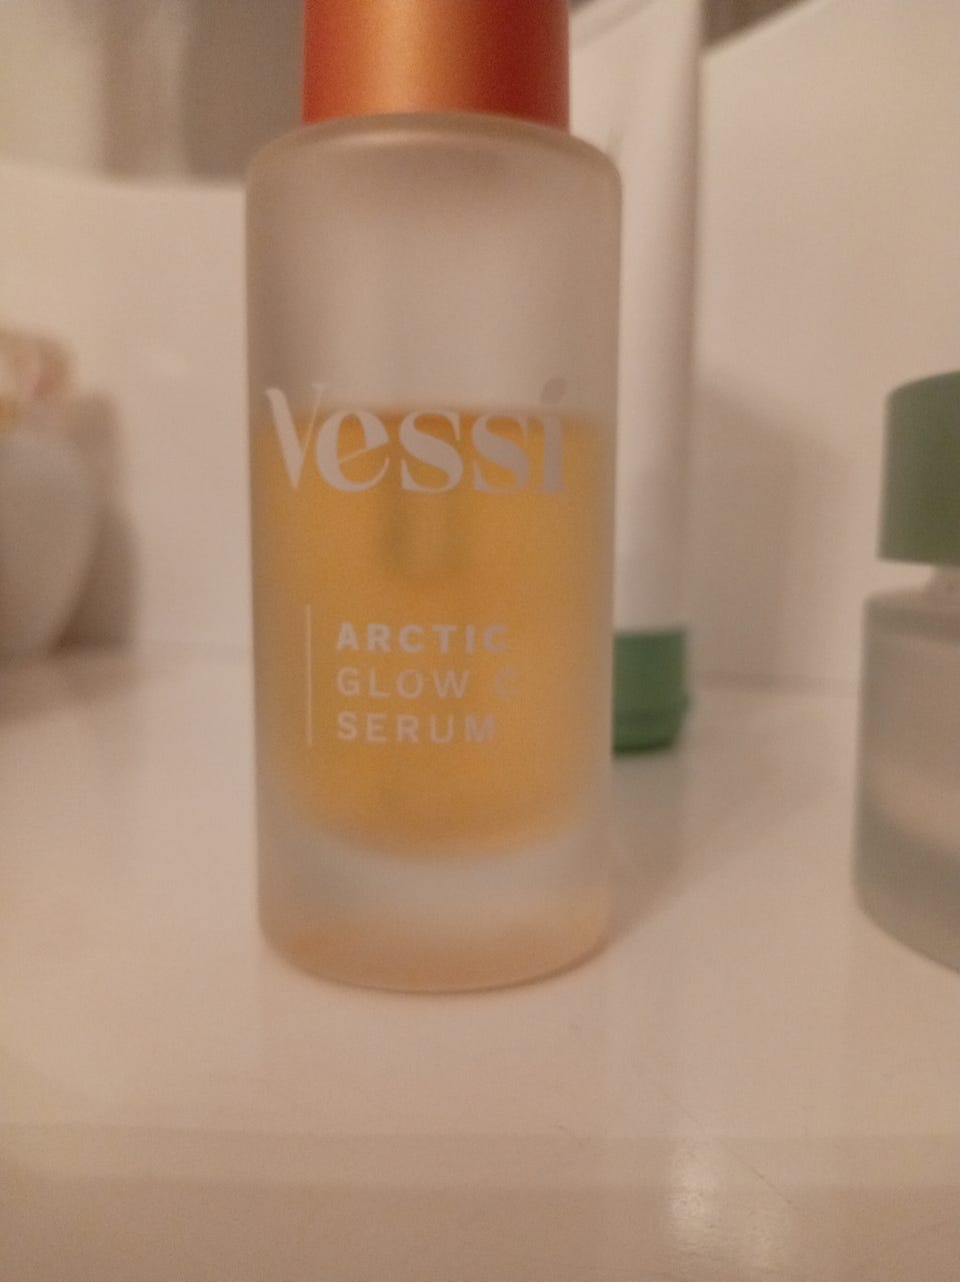 Vessi
ARCTIC
GLOW C
SERUM